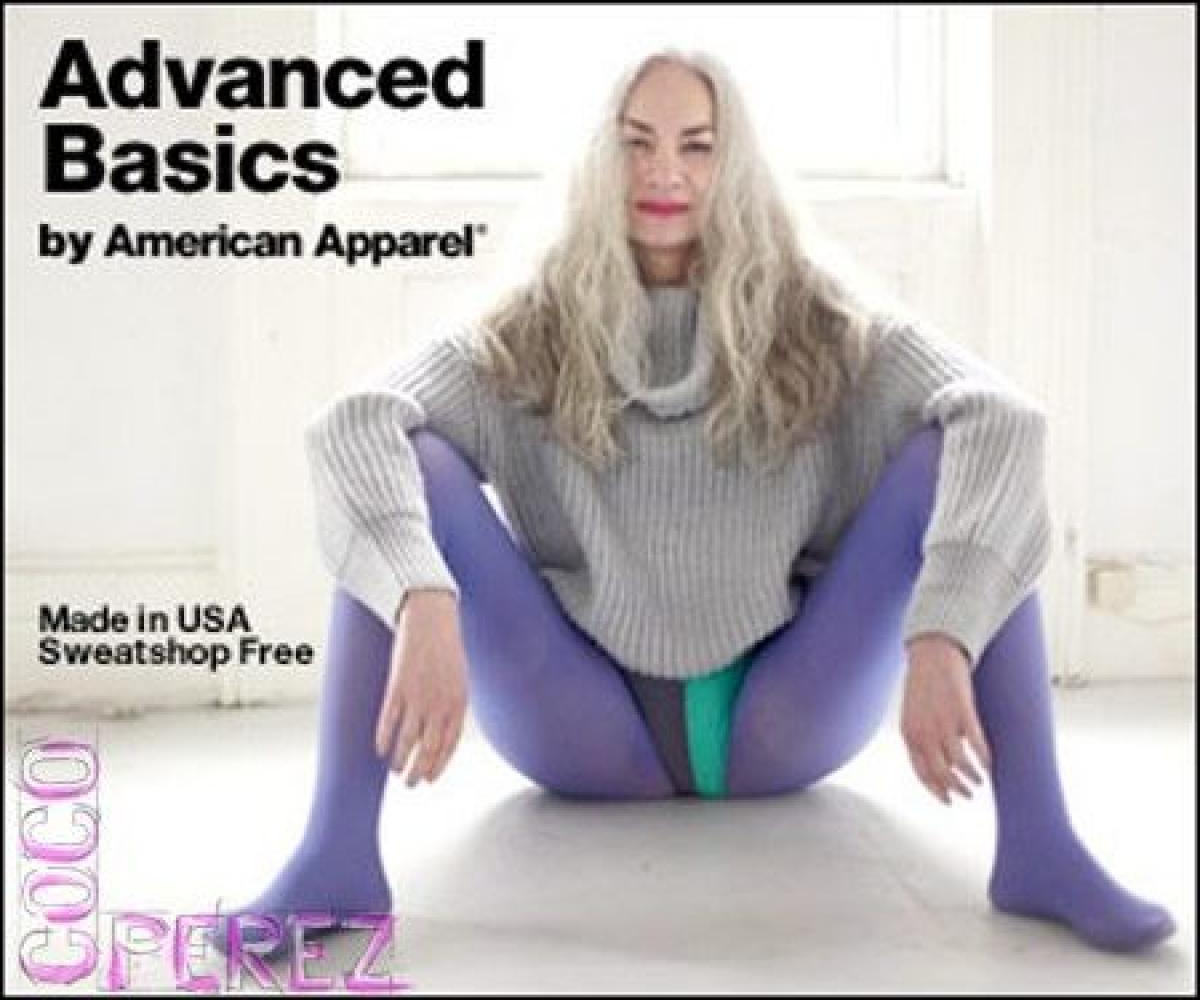 Advanced
Basics
by American Apparel®
Made in USA
Sweatshop Free
COCO
PEREZ